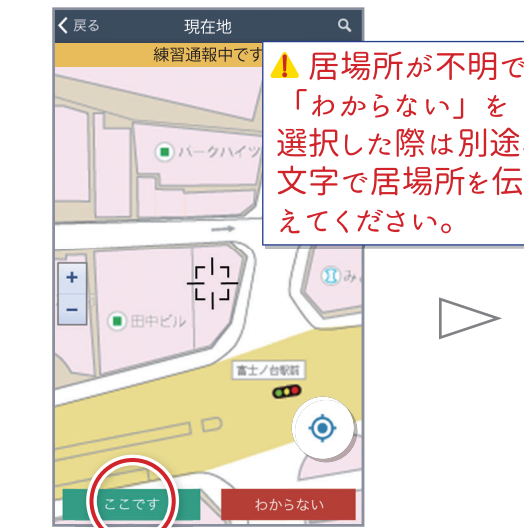 戻る
現在地
練習通報中です
居場所が不明で
「わからない」を
選択した際は別途
文字で居場所を伝
えてください。
パークハイツ
み
+
−
田中ビル
富士ノ台駅前
ここです
わからない